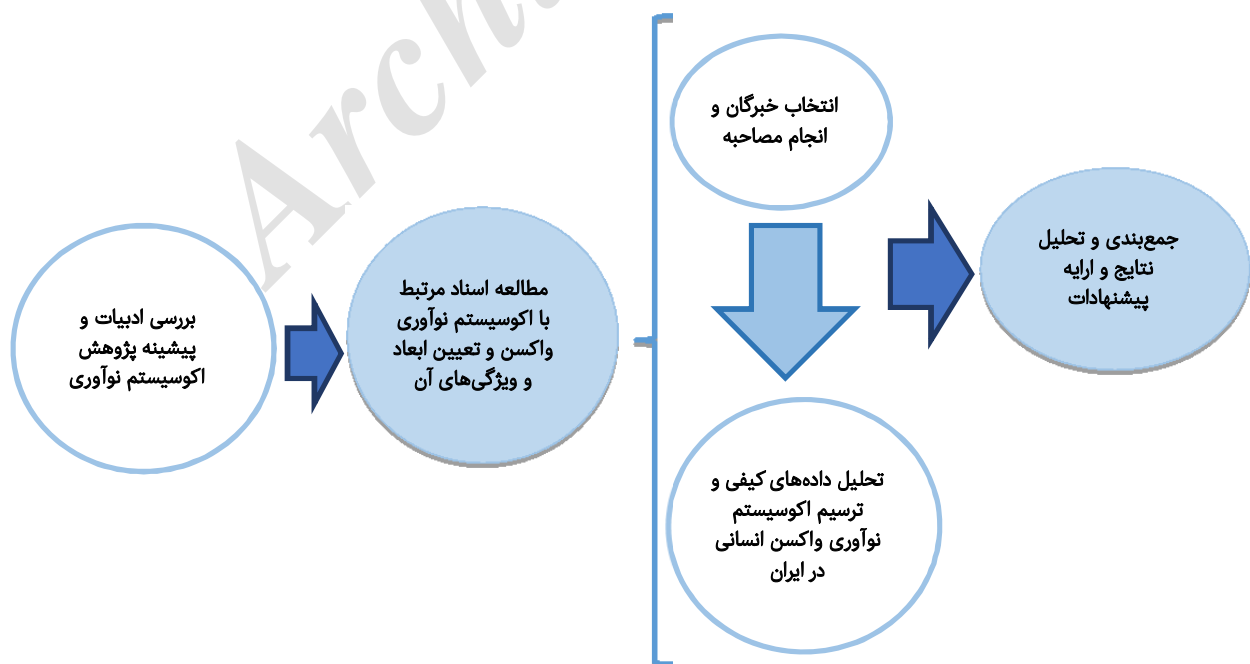 بررسی ادبیات و
پیشینه پژوهش
اکوسیستم نوآوری
مطالعه اسناد مرتبط
با اکوسیستم نوآوری
واکسن و تعیین ابعاد
و ویژگی‌های آن
انتخاب خبرگان و
انجام مصاحبه
تحلیل داده‌های کیفی و
ترسیم اکوسیستم
نوآوری واکسن انسانی
در ایران
جمع‌بندی و تحلیل
نتایج و ارایه
پیشنهادات